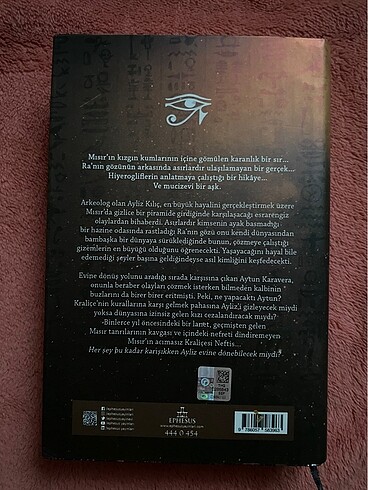 Mısır'ın kızgın kumlarının içine gömülen karanlık bir sır...
Ra'nın gözünün arkasında asırlardır ulaşılamayan bir gerçek...
Hiyerogliflerin anlatmaya çalıştığı bir hikâye...
Ve mucizevi bir aşk.
Arkeolog olan Ayliz Kılıç, en büyük hayalini gerçekleştirmek üzere
Mısır'da gizlice bir piramide girdiğinde karşılaşacağı esrarengiz
olaylardan bihaberdi. Asırlardır kimsenin ayak basmadığı
bir hazine odasında rastladığı; Ra'nın gözü onu kendi dünyasından
bambaşka bir dünyaya sürüklediğinde bunun, çözmeye çalıştığı
gizemlerin en büyüğü olduğunu öğrenecekti. Yaşayacağını hayal bile
edemediği şeyler başına geldiğindeyse asıl kimliğini keşfedecekti.
Evine dönüş yolunu aradığı sırada karşısına çıkan Aytun Karavera,
onunla beraber olayları çözmek isterken bilmeden kalbinin
buzlarını da birer birer eritmişti. Peki, ne yapacaktı Aytun?
Kraliçe'nin kurallarına karşı gelmek pahasına Ayliz'i gizleyecek miydi
yoksa dünyasına izinsiz gelen kızı cezalandıracak mıydı?
Binlerce yıl öncesindeki bir lanet, geçmişten gelen
Mısır tanrılarının kavgası ve içindeki nefreti dindiremeyen
Mısır'ın acımasız Kraliçesi Neftis...
Her şey bu kadar karışıkken Ayliz evine dönebilecek miydi?
EPHESUS
www.ephesusyayinlari.com
444 0 454